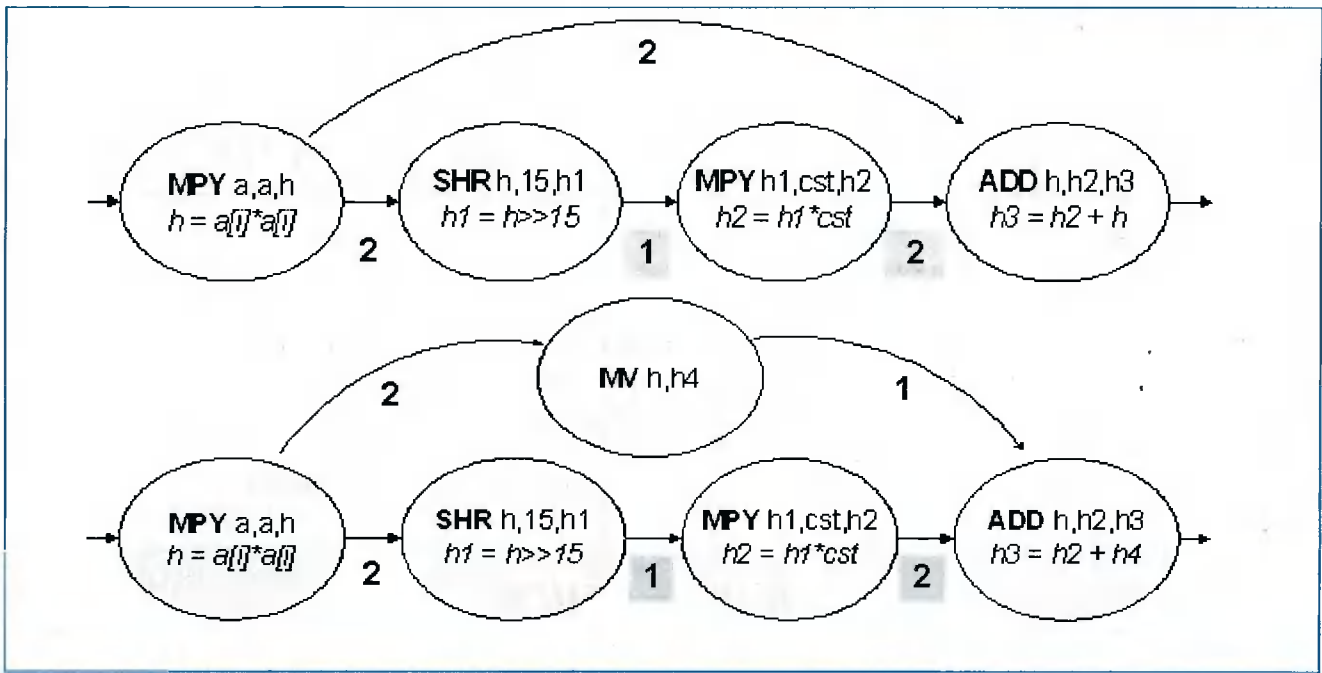 2
MPY a,a,h
h = a[i]*a[i]
2
SHR h,15,h1
h1 = h>>15
1
MPY h1,cst,h2
h2 = h1*cst
2
ADD h,h2,h3
h3 = h2 + h
2
MV h,h4
1
MPY a,a,h
h = a[i]*a[i]
2
SHR h,15,h1
h1 = h>>15
1
MPY h1,cst,h2
h2 = h1*cst
2
ADD h,h2,h3
h3 = h2 + h4